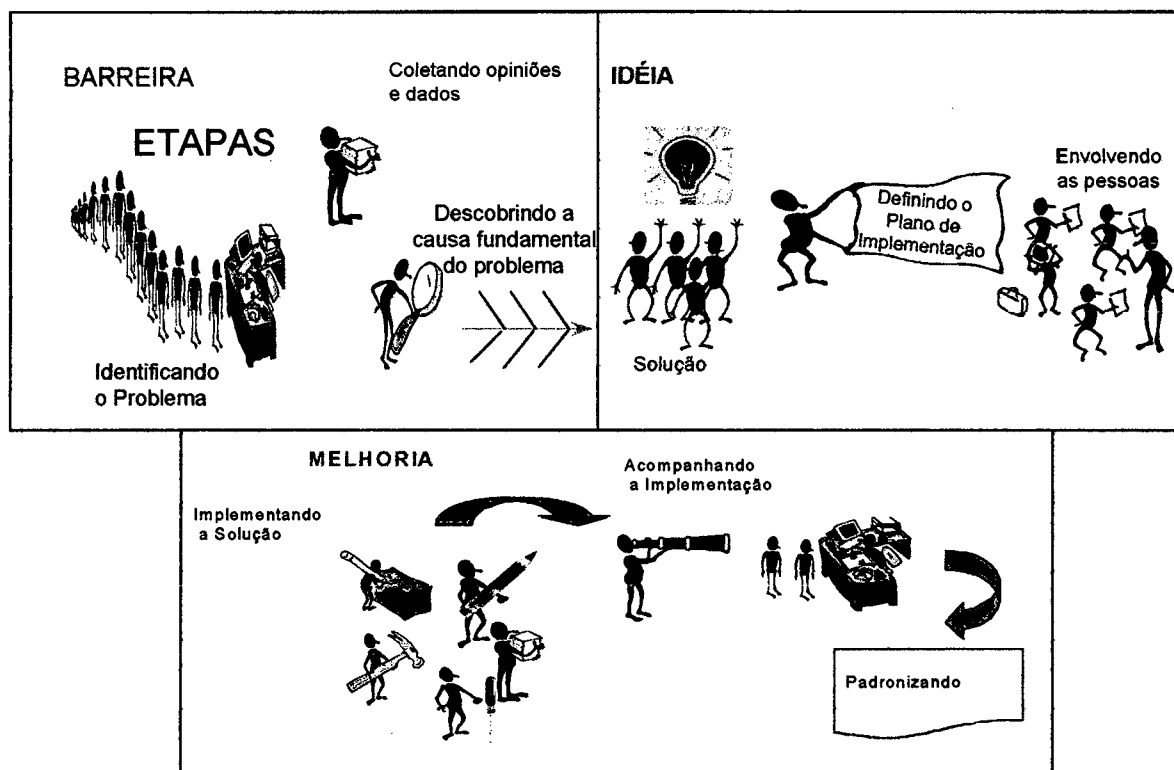 BARREIRA
ETAPAS
Coletando opiniões
e dados
Descobrindo a
causa fundamental
do problema
Identificando
o Problema
IDÉIA
Solução
Definindo o
Plano de
Implementação
Envolvendo
as pessoas
MELHORIA
Implementando
a Solução
Acompanhando
a Implementação
Padronizando